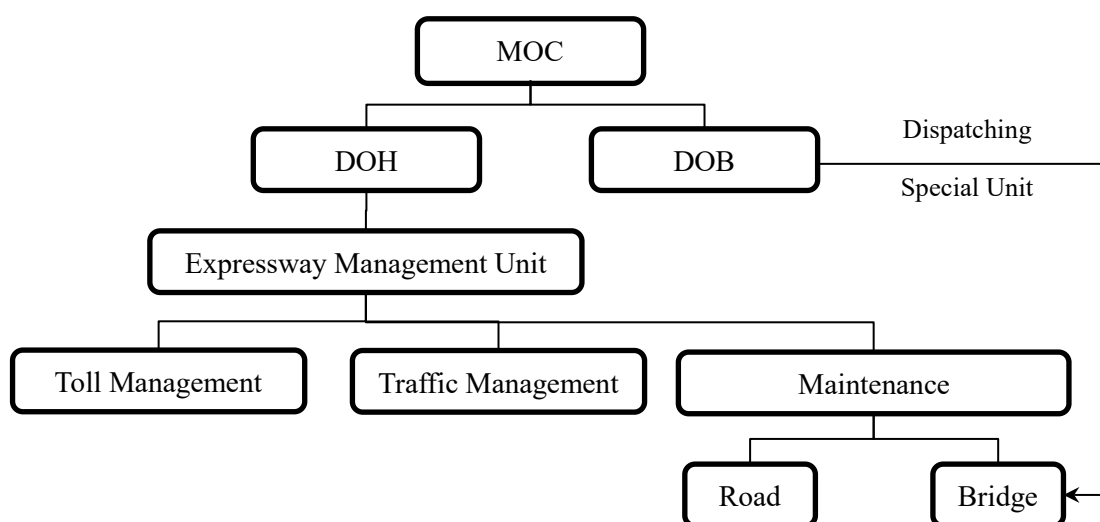 MOC
DOH
DOB
Dispatching
Special Unit
Expressway Management Unit
Toll Management
Traffic Management
Maintenance
Road
Bridge